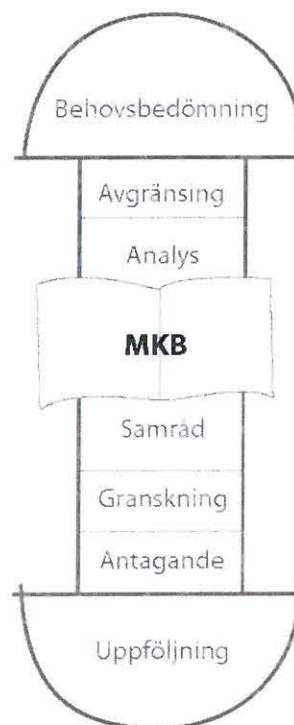 Behovsbedömning
Avgränsing
Analys
MKB
Samråd
Granskning
Antagande
Uppföljning